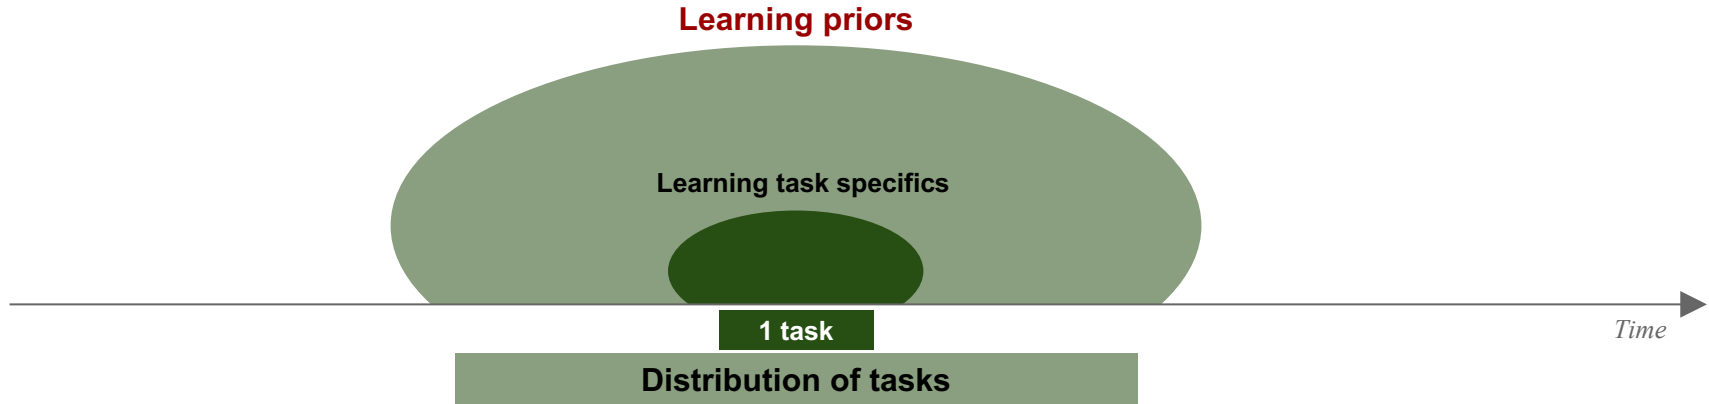 Learning priors
Learning task specifics
1 task
Time
Distribution of tasks